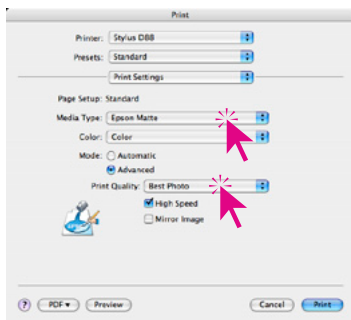 Print
Printer: Stylus D88
Presets: Standard
Print Settings
Page Setup: Standard
Media Type: Epson Matte
Color: Color
Mode: Automatic
Advanced
Print Quality: Best Photo
High Speed
Mirror Image
? PDF Preview Cancel Print